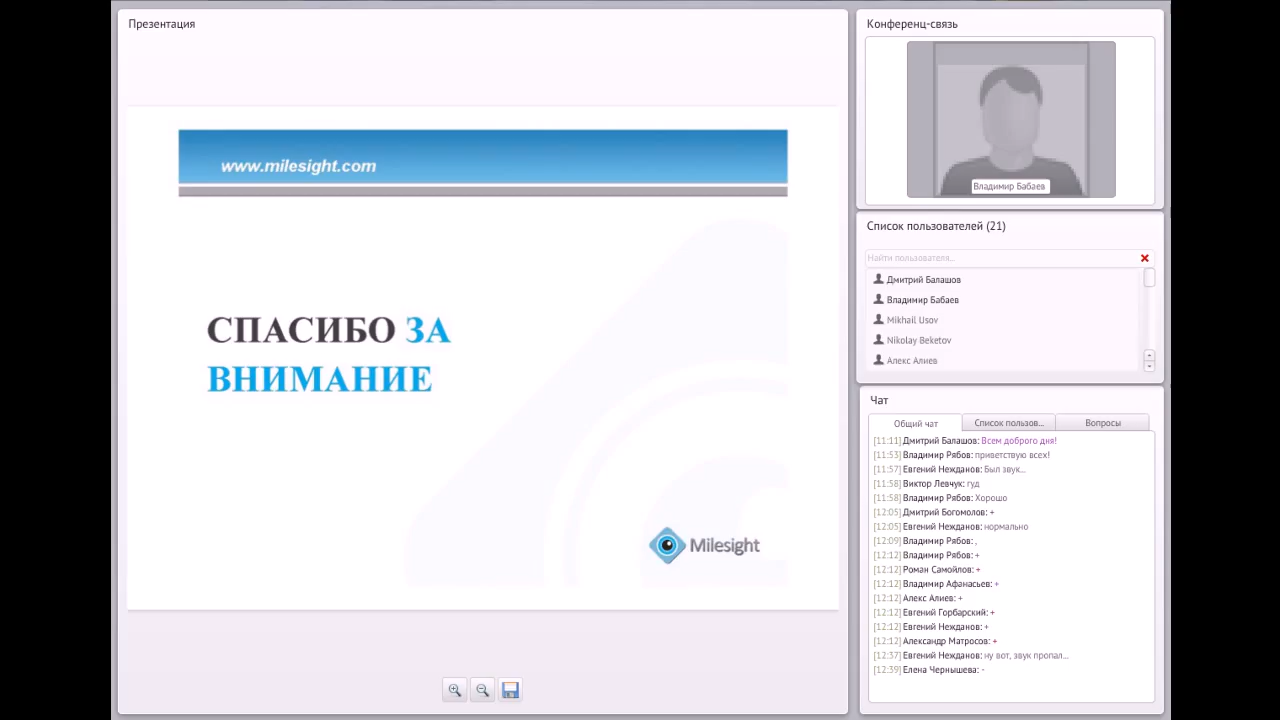 Презентация
www.milesight.com
СПАСИБО ЗА
ВНИМАНИЕ
Milesight
Конференц-связь
Владимир Бабаев
Список пользователей (21)
Найти пользователя...
Дмитрий Балашов
Владимир Бабаев
Mikhail Usov
Nikolay Beketov
Алекс Алиев
Чат
Общий чат
Список пользов...
Вопросы
[11:11] Дмитрий Балашов: Всем доброго дня!
[11:53] Владимир Рябов: приветствую всех!
[11:57] Евгений Нежданов: Был звук...
[11:58] Виктор Левчук: гуд
[11:58] Владимир Рябов: Хорошо
[12:05] Дмитрий Богомолов: +
[12:05] Евгений Нежданов: нормально
[12:09] Владимир Рябов: ,
[12:12] Владимир Рябов: +
[12:12] Роман Самойлов: +
[12:12] Владимир Афанасьев: +
[12:12] Алекс Алиев: +
[12:12] Евгений Горбарский: +
[12:12] Евгений Нежданов: +
[12:12] Александр Матросов: +
[12:37] Евгений Нежданов: ну вот, звук пропал...
[12:39] Елена Чернышева: -